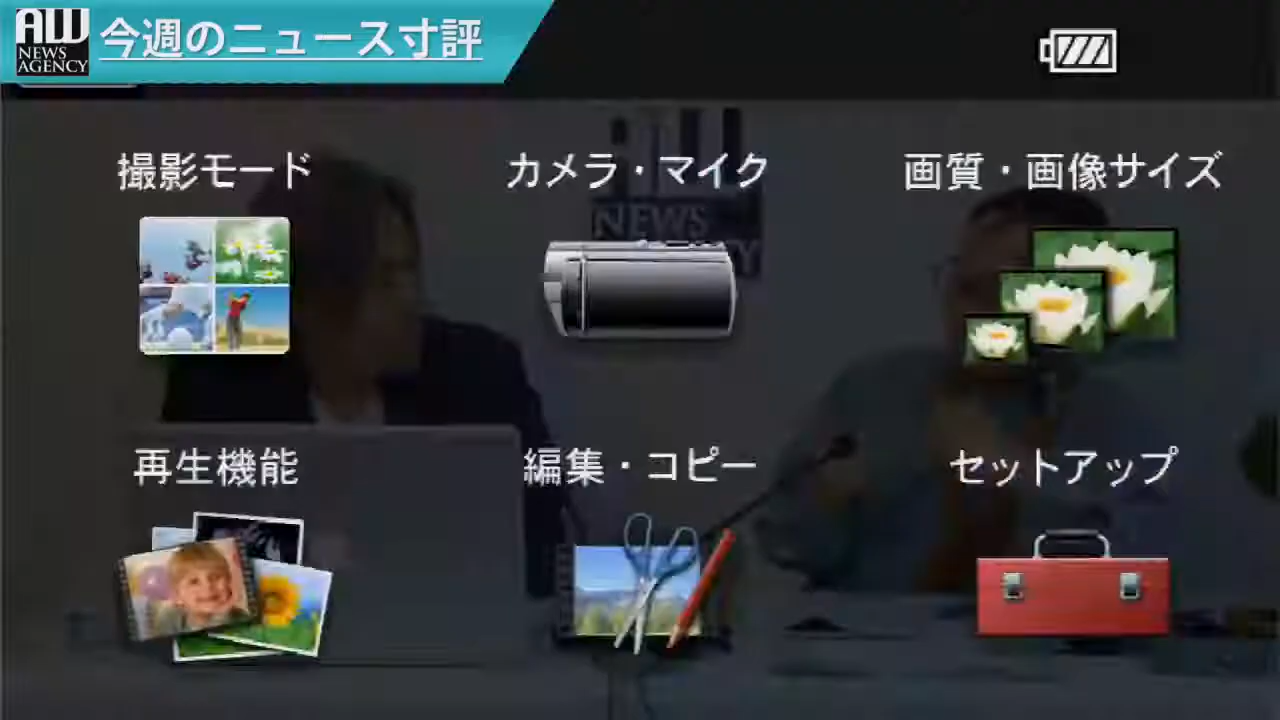 AW
NEWS
AGENCY
今週のニュース寸評
撮影モード
カメラ・マイク
画質・画像サイズ
NEWS
再生機能
編集・コピー
セットアップ